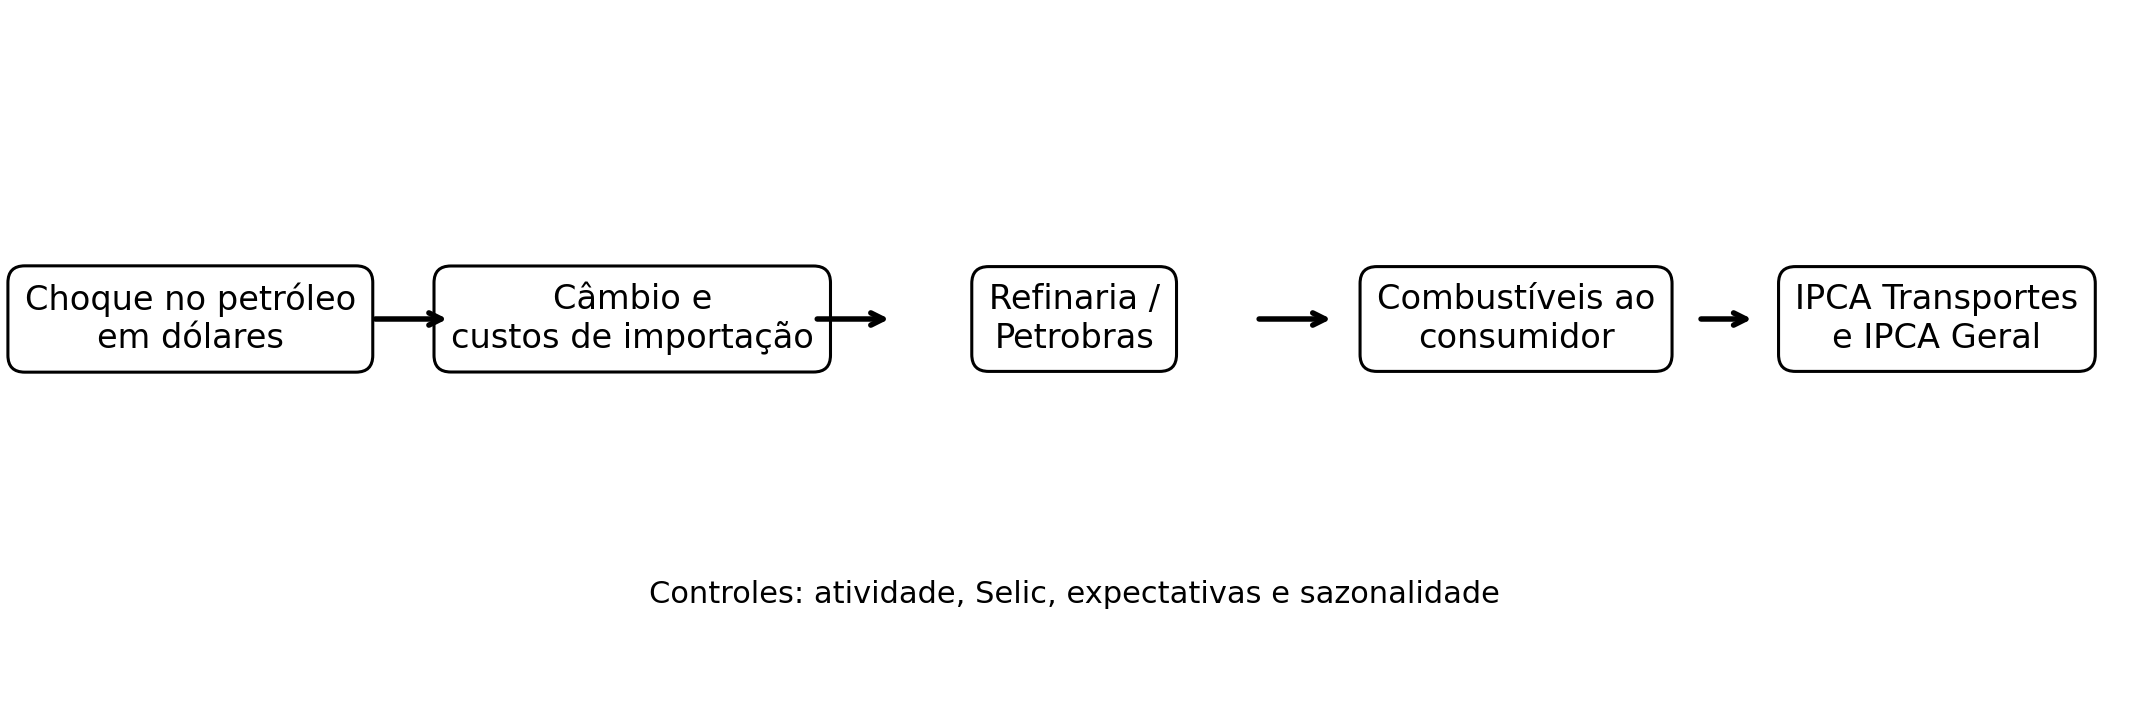 Choque no petróleo
em dólares
Câmbio e
custos de importação
Refinaria /
Petrobras
Combustíveis ao
consumidor
IPCA Transportes
e IPCA Geral
Controles: atividade, Selic, expectativas e sazonalidade